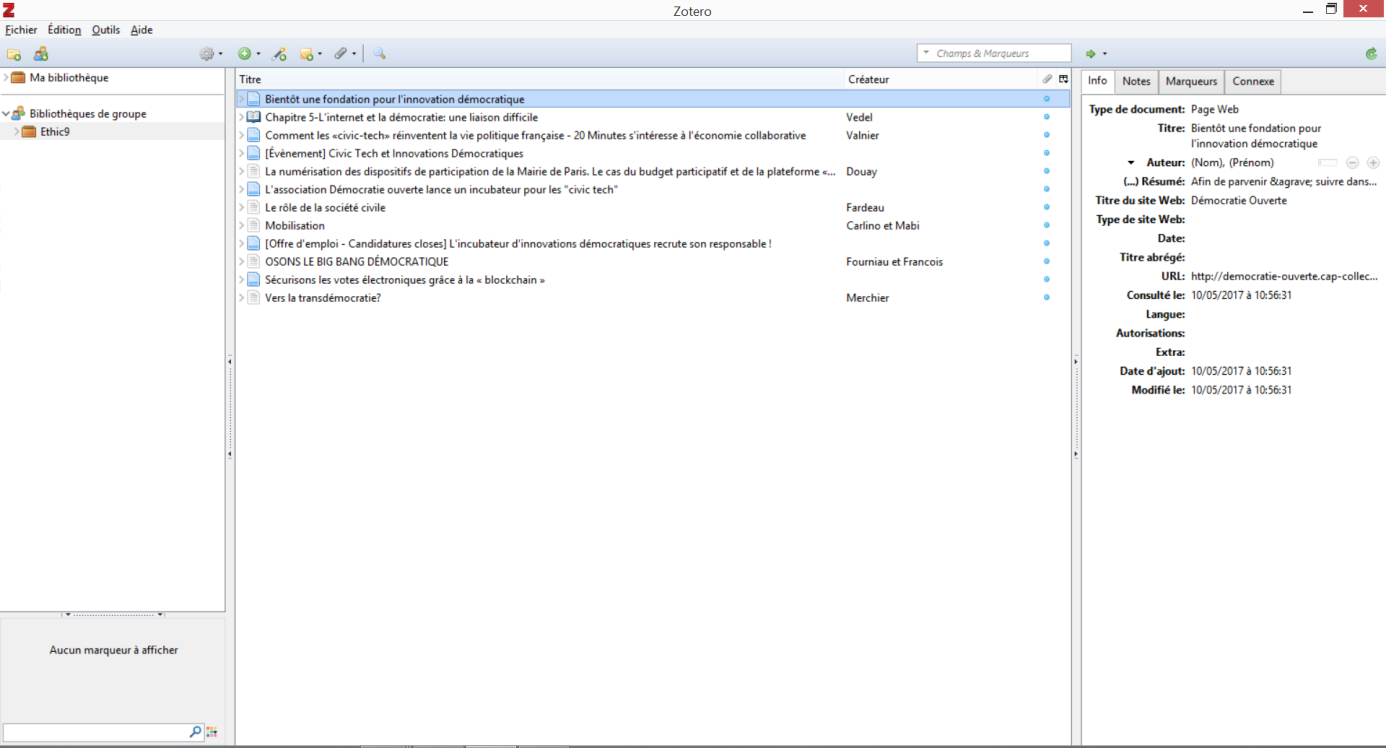 Z
Zotero
Fichier Édition Outils Aide
Champs & Marqueurs
Ma bibliothèque
Bibliothèques de groupe
Ethic9
Aucun marqueur à afficher
Titre Créateur
Bientôt une fondation pour l'innovation démocratique
Chapitre 5-L'internet et la démocratie: une liaison difficile Vedel
Comment les «civic-tech» réinventent la vie politique française - 20 Minutes s'intéresse à l'économie collaborative Valnier
[Évènement] Civic Tech et Innovations Démocratiques
La numérisation des dispositifs de participation de la Mairie de Paris. Le cas du budget participatif et de la plateforme «... Douay
L'association Démocratie ouverte lance un incubateur pour les "civic tech"
Le rôle de la société civile Fardeau
Mobilisation Carlino et Mabi
[Offre d'emploi - Candidatures closes] L'incubateur d'innovations démocratiques recrute son responsable !
OSONS LE BIG BANG DÉMOCRATIQUE Fourniau et Francois
Sécurisons les votes électroniques grâce à la « blockchain »
Vers la transdémocratie? Merchier
Info Notes Marqueurs Connexe
Type de document: Page Web
Titre: Bientôt une fondation pour
l'innovation démocratique
Auteur: (Nom), (Prénom)
(...) Résumé: Afin de parvenir &agrave; suivre dans...
Titre du site Web: Démocratie Ouverte
Type de site Web:
Date:
Titre abrégé:
URL: http://democratie-ouverte.cap-collec...
Consulté le: 10/05/2017 à 10:56:31
Langue:
Autorisations:
Extra:
Date d'ajout: 10/05/2017 à 10:56:31
Modifié le: 10/05/2017 à 10:56:31